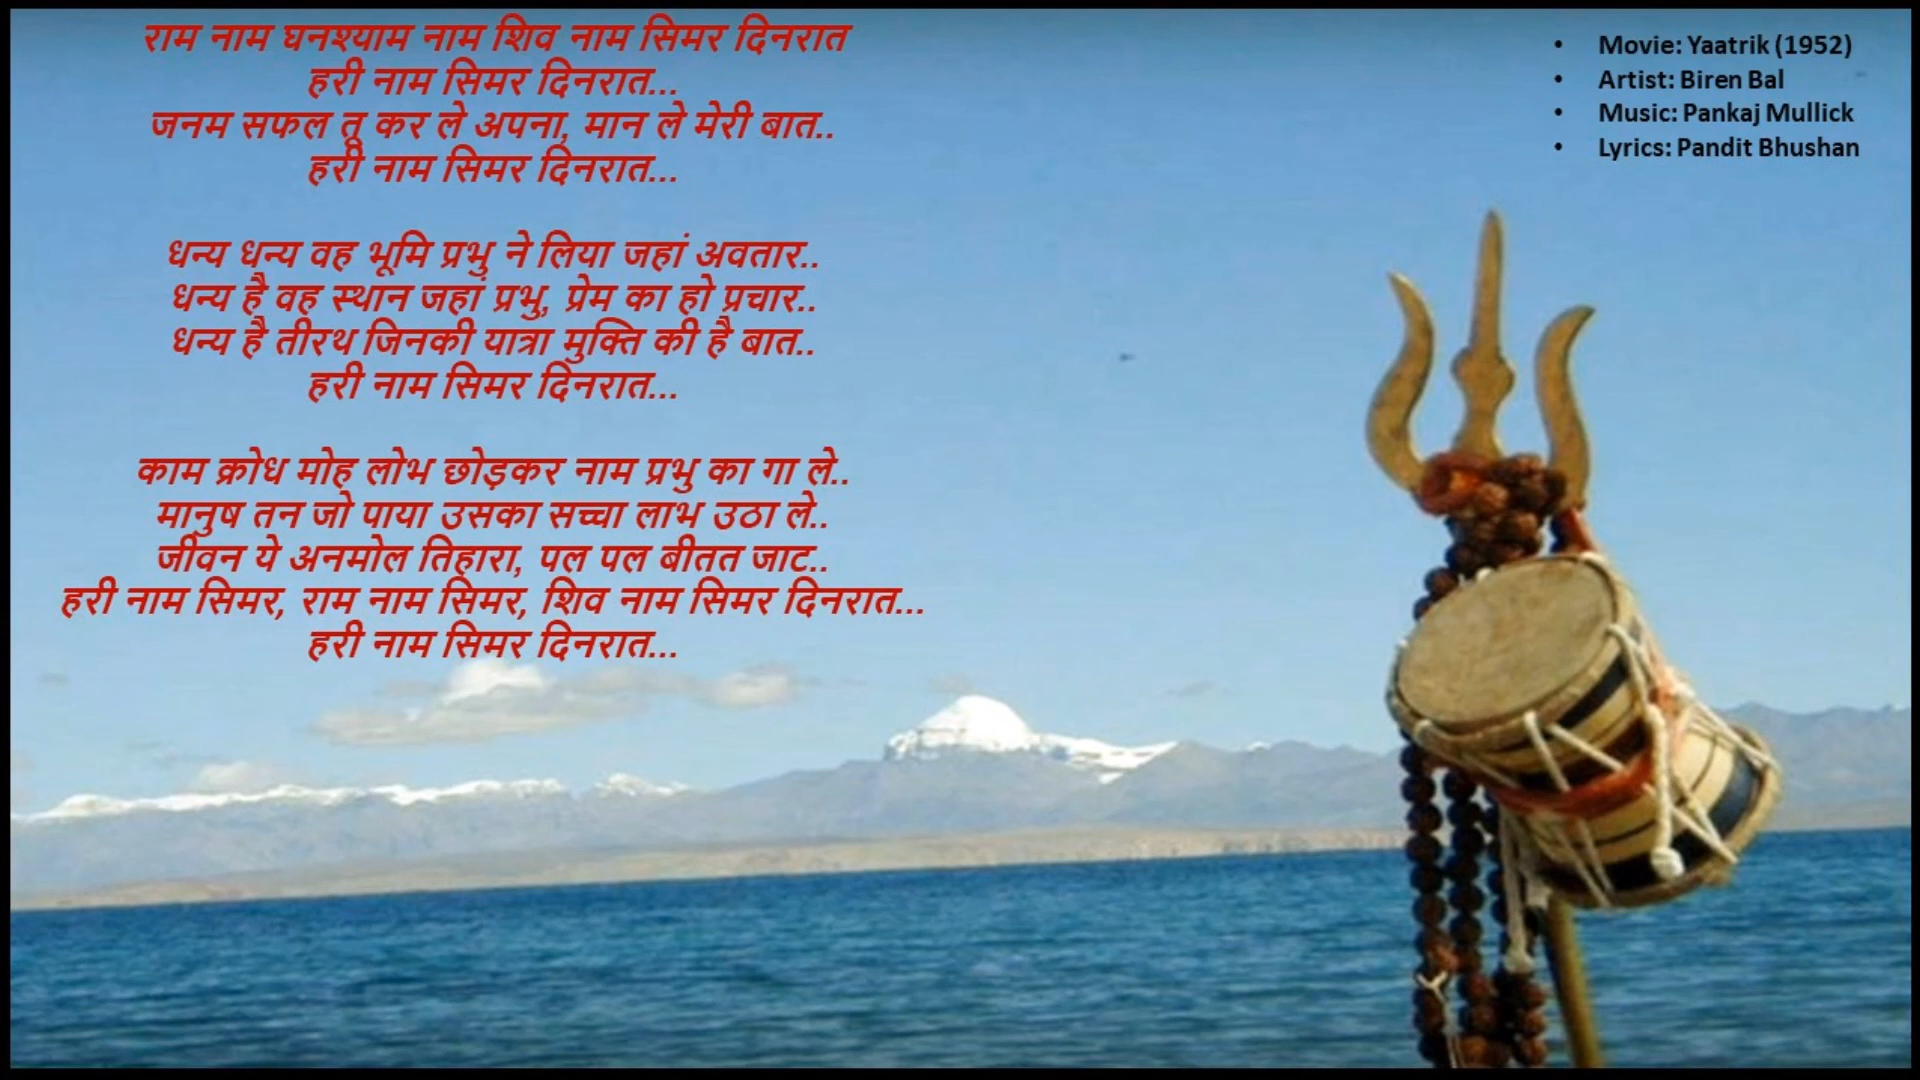 राम नाम घनश्याम नाम शिव नाम सिमर दिनरात
हरी नाम सिमर दिनरात...
जनम सफल तू कर ले अपना, मान ले मेरी बात..
हरी नाम सिमर दिनरात...
धन्य धन्य वह भूमि प्रभु ने लिया जहां अवतार..
धन्य है वह स्थान जहां प्रभु, प्रेम का हो प्रचार..
धन्य है तीरथ जिनकी यात्रा मुक्ति की है बात..
हरी नाम सिमर दिनरात...
काम क्रोध मोह लोभ छोड़कर नाम प्रभु का गा ले..
मानुष तन जो पाया उसका सच्चा लाभ उठा ले..
जीवन ये अनमोल तिहारा, पल पल बीतत जाट..
हरी नाम सिमर, राम नाम सिमर, शिव नाम सिमर दिनरात...
हरी नाम सिमर दिनरात...
• Movie: Yaatrik (1952)
• Artist: Biren Bal
• Music: Pankaj Mullick
• Lyrics: Pandit Bhushan